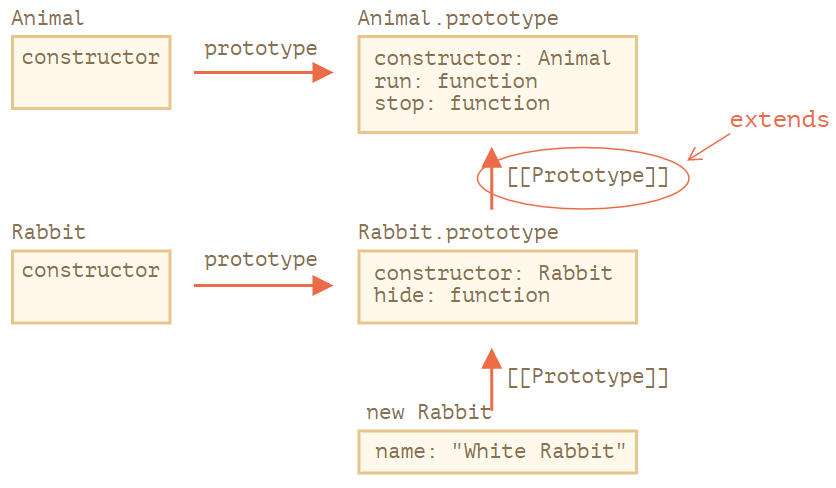 Animal
constructor
prototype
Animal.prototype
constructor: Animal
run: function
stop: function
extends
[[Prototype]]
Rabbit
constructor
prototype
Rabbit.prototype
constructor: Rabbit
hide: function
[[Prototype]]
new Rabbit
name: "White Rabbit"